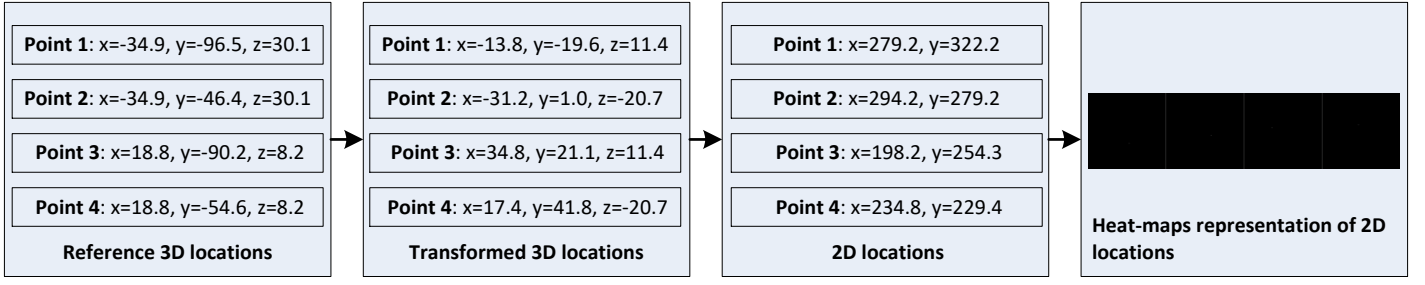 Point 1: x=-34.9, y=-96.5, z=30.1
Point 2: x=-34.9, y=-46.4, z=30.1
Point 3: x=18.8, y=-90.2, z=8.2
Point 4: x=18.8, y=-54.6, z=8.2
Reference 3D locations
Point 1: x=-13.8, y=-19.6, z=11.4
Point 2: x=-31.2, y=1.0, z=-20.7
Point 3: x=34.8, y=21.1, z=11.4
Point 4: x=17.4, y=41.8, z=-20.7
Transformed 3D locations
Point 1: x=279.2, y=322.2
Point 2: x=294.2, y=279.2
Point 3: x=198.2, y=254.3
Point 4: x=234.8, y=229.4
2D locations
Heat-maps representation of 2D
locations